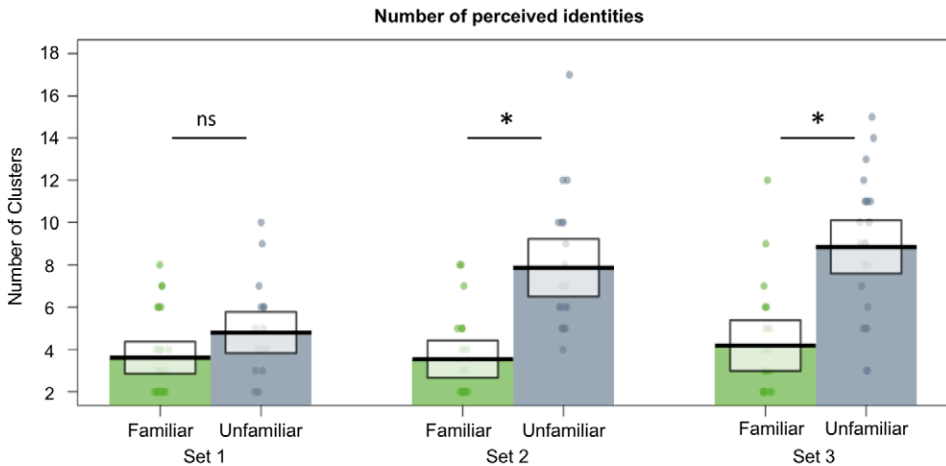 Number of perceived identities
Number of Clusters
18
16
14
12
10
8
6
4
2
ns
*
*
Familiar Unfamiliar
Familiar Unfamiliar
Familiar Unfamiliar
Set 1
Set 2
Set 3